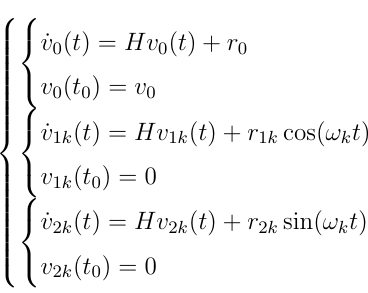 v̇₀(t) = Hv₀(t) + r₀
v₀(t₀) = v₀
v̇₁ₖ(t) = Hv₁ₖ(t) + r₁ₖ cos(ωₖt)
v₁ₖ(t₀) = 0
v̇₂ₖ(t) = Hv₂ₖ(t) + r₂ₖ sin(ωₖt)
v₂ₖ(t₀) = 0